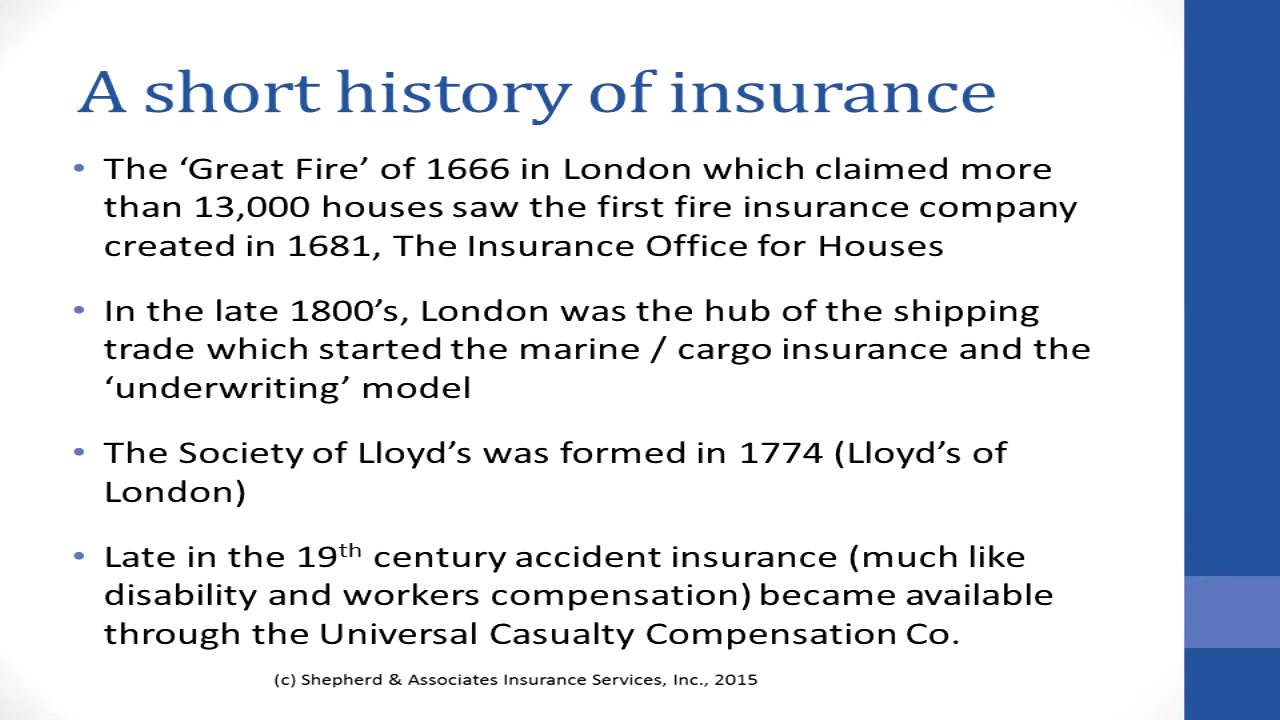 A short history of insurance
• The ‘Great Fire’ of 1666 in London which claimed more
than 13,000 houses saw the first fire insurance company
created in 1681, The Insurance Office for Houses
• In the late 1800’s, London was the hub of the shipping
trade which started the marine / cargo insurance and the
‘underwriting’ model
• The Society of Lloyd’s was formed in 1774 (Lloyd’s of
London)
• Late in the 19th century accident insurance (much like
disability and workers compensation) became available
through the Universal Casualty Compensation Co.
(c) Shepherd & Associates Insurance Services, Inc., 2015